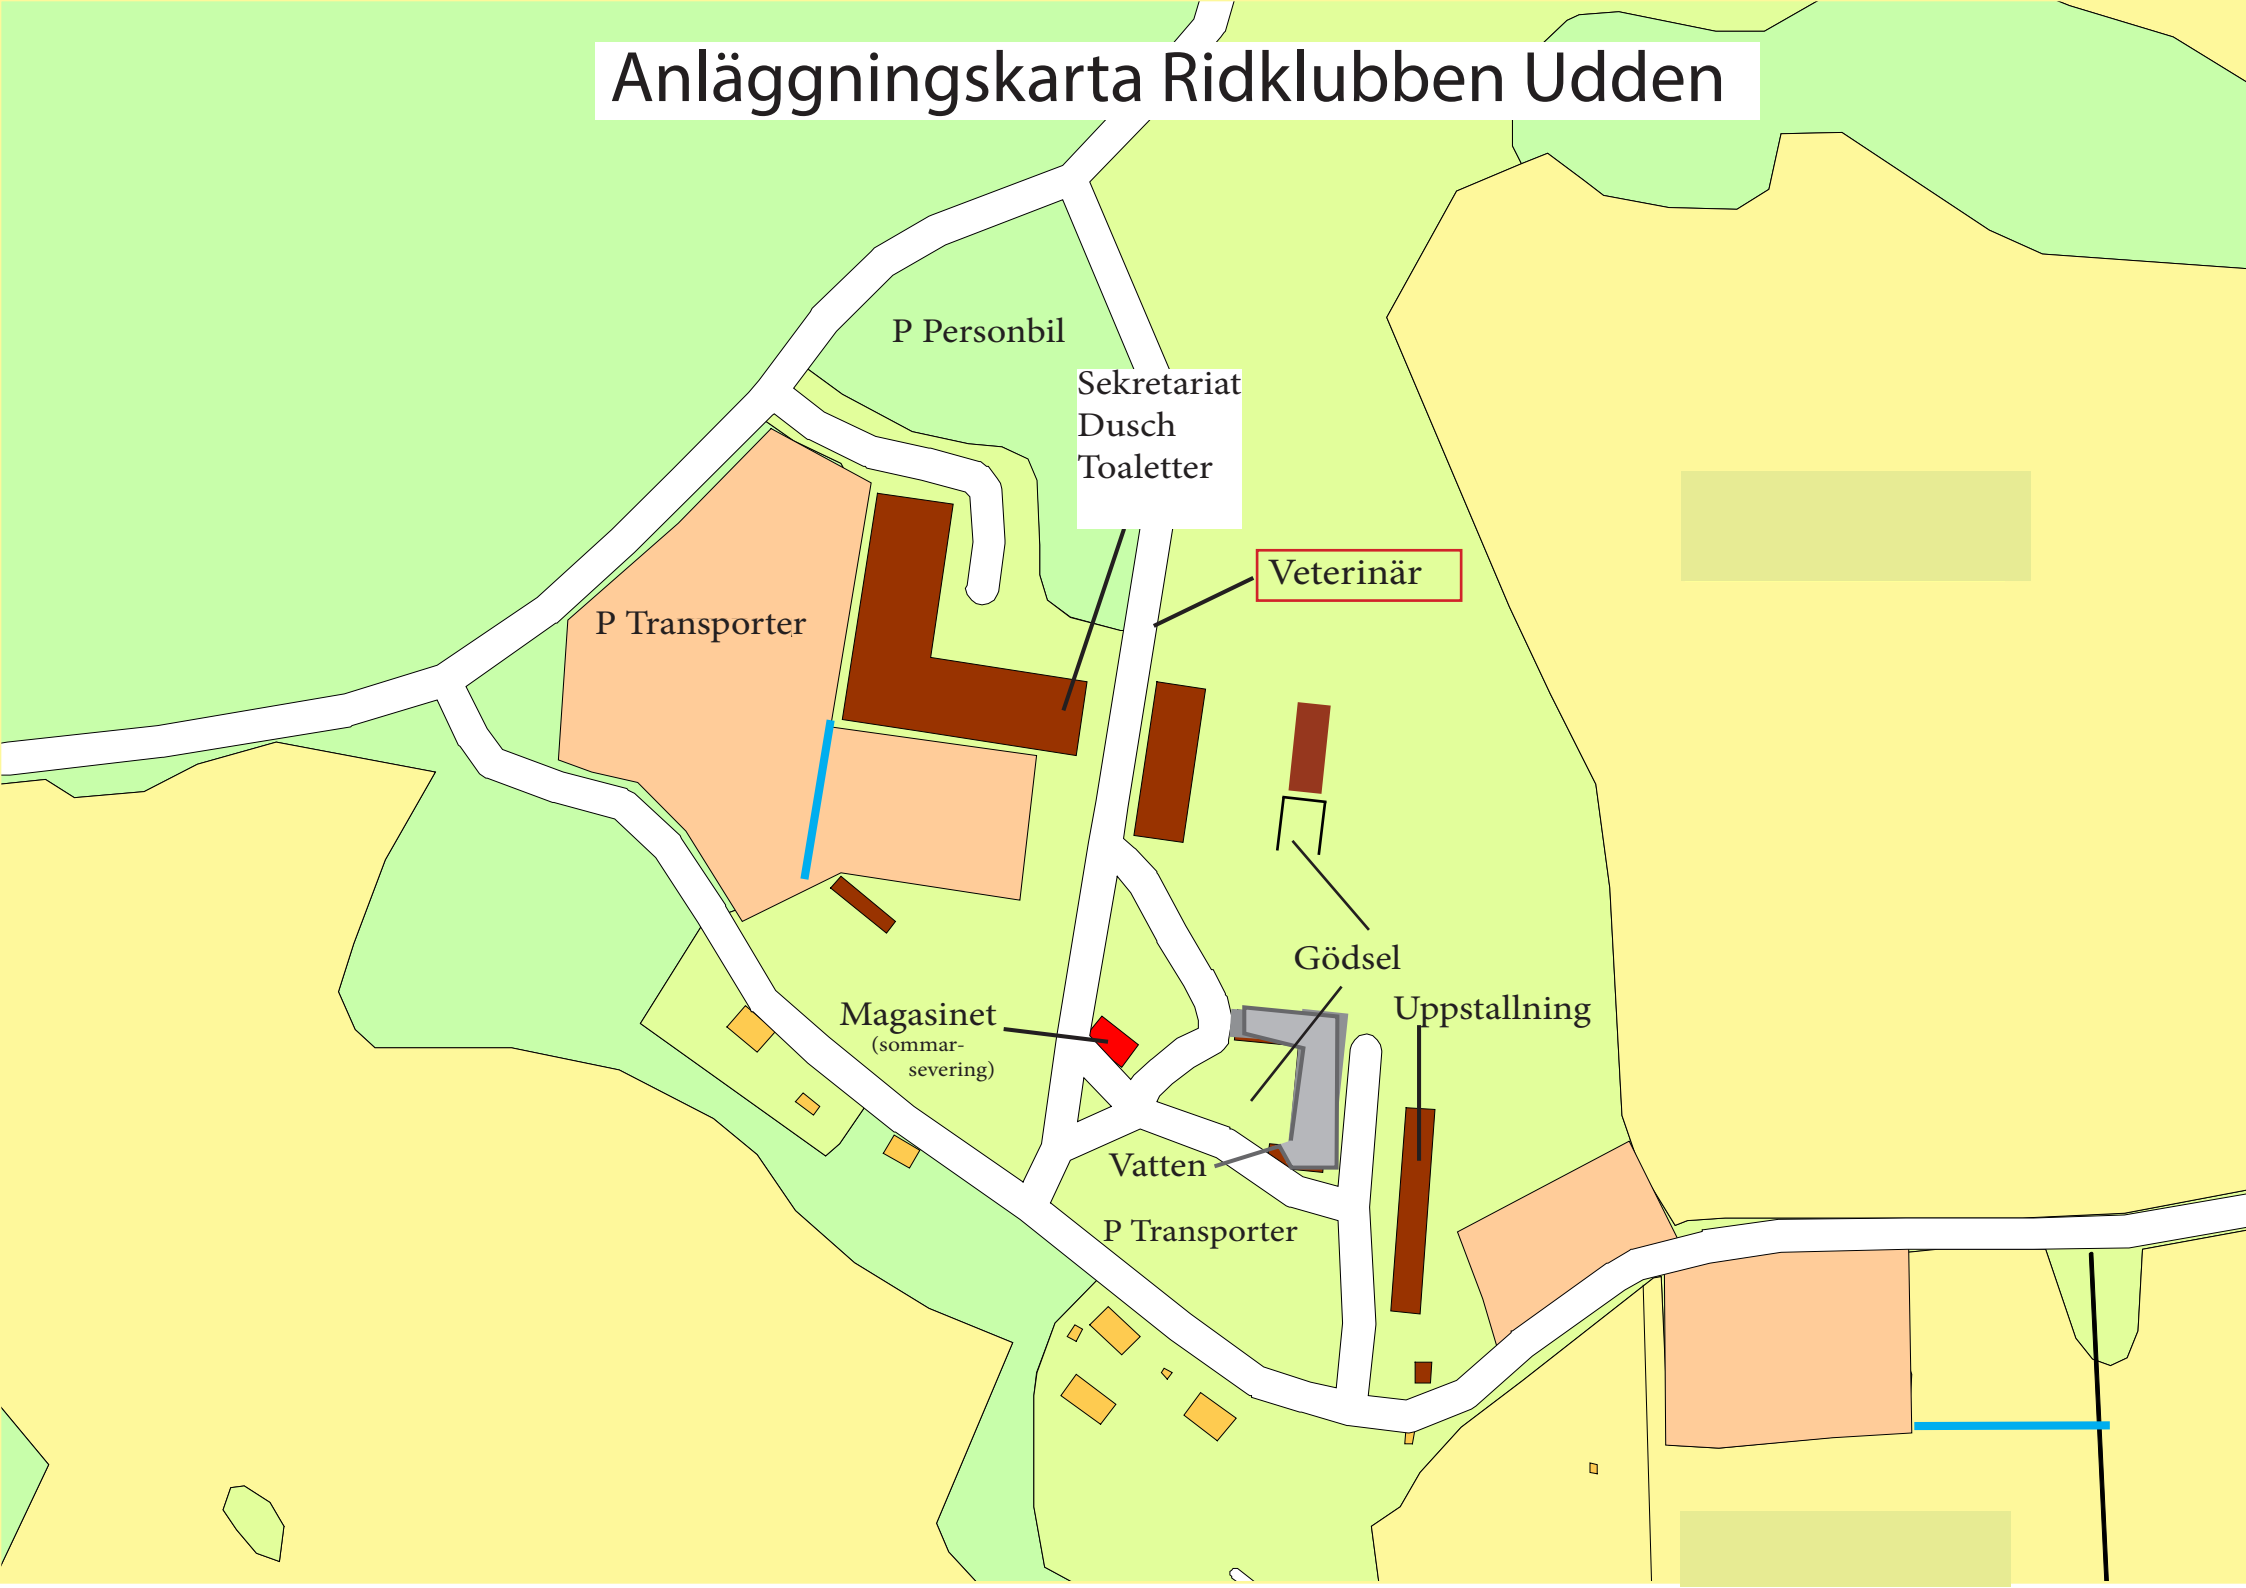 Anläggningskarta Ridklubben Udden
P Personbil
Sekretariat
Dusch
Toaletter
Veterinär
P Transporter
Gödsel
Uppstallning
Magasinet
(sommar-
severing)
Vatten
P Transporter